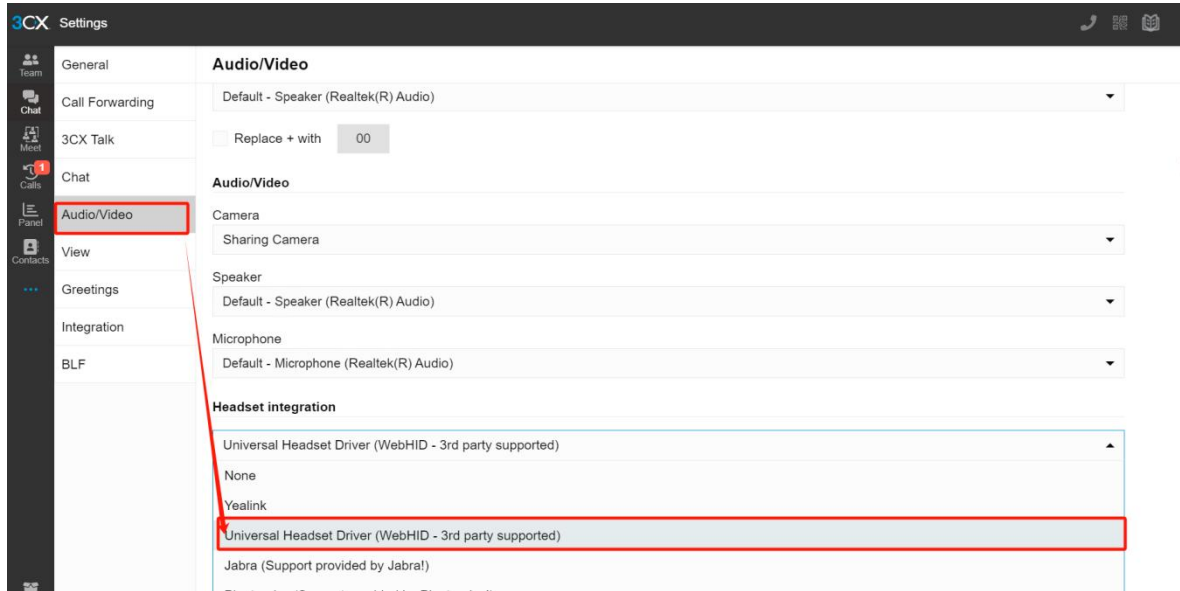 3CX Settings
Team
Chat
Meet
1
Calls
Panel
Contacts
General
Call Forwarding
3CX Talk
Chat
Audio/Video
View
Greetings
Integration
BLF
Audio/Video
Default - Speaker (Realtek(R) Audio)
Replace + with 00
Audio/Video
Camera
Sharing Camera
Speaker
Default - Speaker (Realtek(R) Audio)
Microphone
Default - Microphone (Realtek(R) Audio)
Headset integration
Universal Headset Driver (WebHID - 3rd party supported)
None
Yealink
Universal Headset Driver (WebHID - 3rd party supported)
Jabra (Support provided by Jabra!)